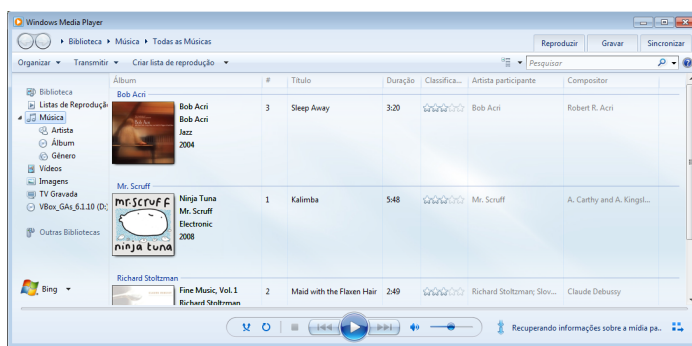 Windows Media Player
Biblioteca Música Todas as Músicas
Reproduzir Gravar Sincronizar
Organizar Transmitir Criar lista de reprodução Pesquisar
Álbum # Título Duração Classifica... Artista participante Compositor
Biblioteca
Listas de Reproduçã
Música
Artista
Álbum
Gênero
Vídeos
Imagens
TV Gravada
VBox_GAs_6.1.10 (D:)
Outras Bibliotecas
Bing
Bob Acri
Bob Acri 3 Sleep Away 3:20 Bob Acri Robert R. Acri
Bob Acri
Jazz
2004
Mr. Scruff
mr.scruff
ninja tuna
Ninja Tuna 1 Kalimba 5:48 Mr. Scruff A. Carthy and A. Kingsl...
Mr. Scruff
Electronic
2008
Richard Stoltzman
Fine Music, Vol. 1 2 Maid with the Flaxen Hair 2:49 Richard Stoltzman; Slov... Claude Debussy
Richard Stoltzman
Recuperando informações sobre a mídia pa..